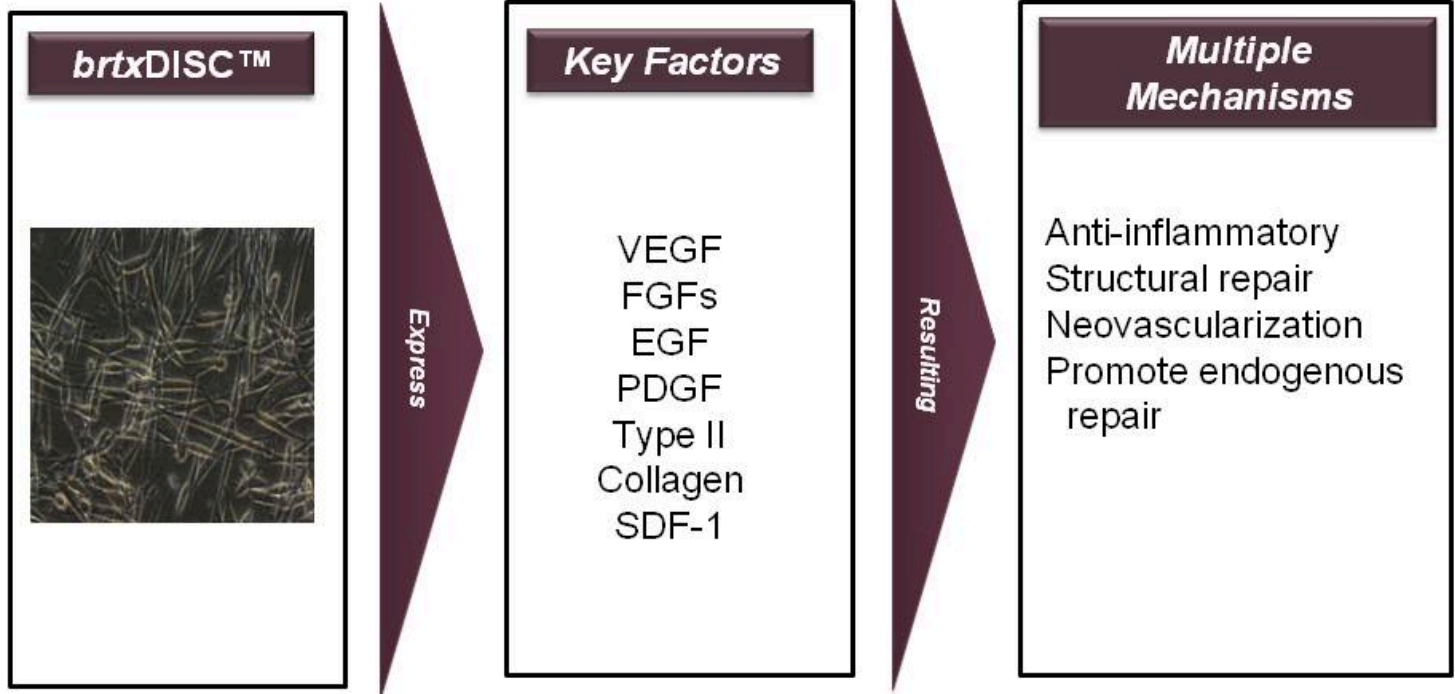 brtxDISC™
Express
Key Factors
VEGF
FGFs
EGF
PDGF
Type II
Collagen
SDF-1
Resulting
Multiple
Mechanisms
Anti-inflammatory
Structural repair
Neovascularization
Promote endogenous
repair